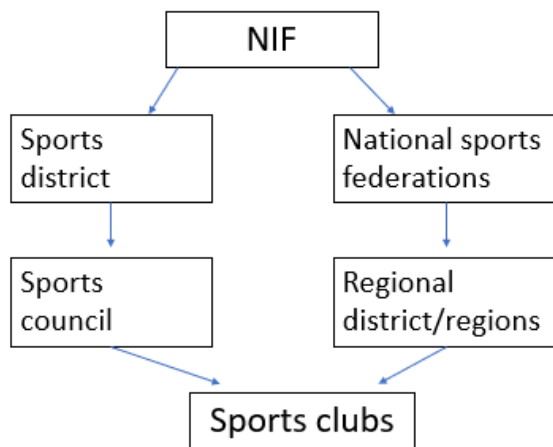 NIF
Sports
district
National sports
federations
Sports
council
Regional
district/regions
Sports clubs